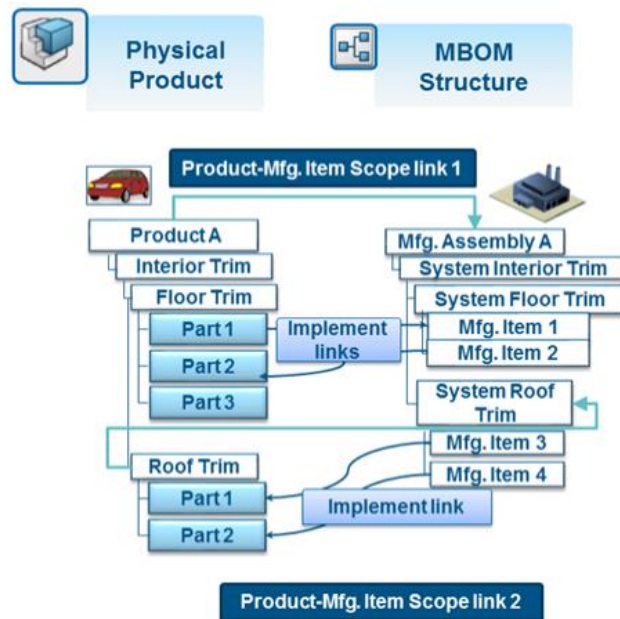 Physical
Product
MBOM
Structure
Product-Mfg. Item Scope link 1
Product A
Mfg. Assembly A
Interior Trim
System Interior Trim
Floor Trim
System Floor Trim
Part 1
Implement
links
Mfg. Item 1
Part 2
Mfg. Item 2
Part 3
System Roof
Trim
Roof Trim
Mfg. Item 3
Part 1
Mfg. Item 4
Implement link
Part 2
Product-Mfg. Item Scope link 2